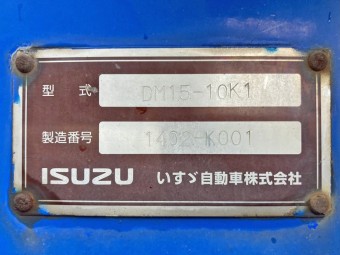 型 式 DM15-10K1
製造番号 1492-K001
ISUZU いすゞ自動車株式会社